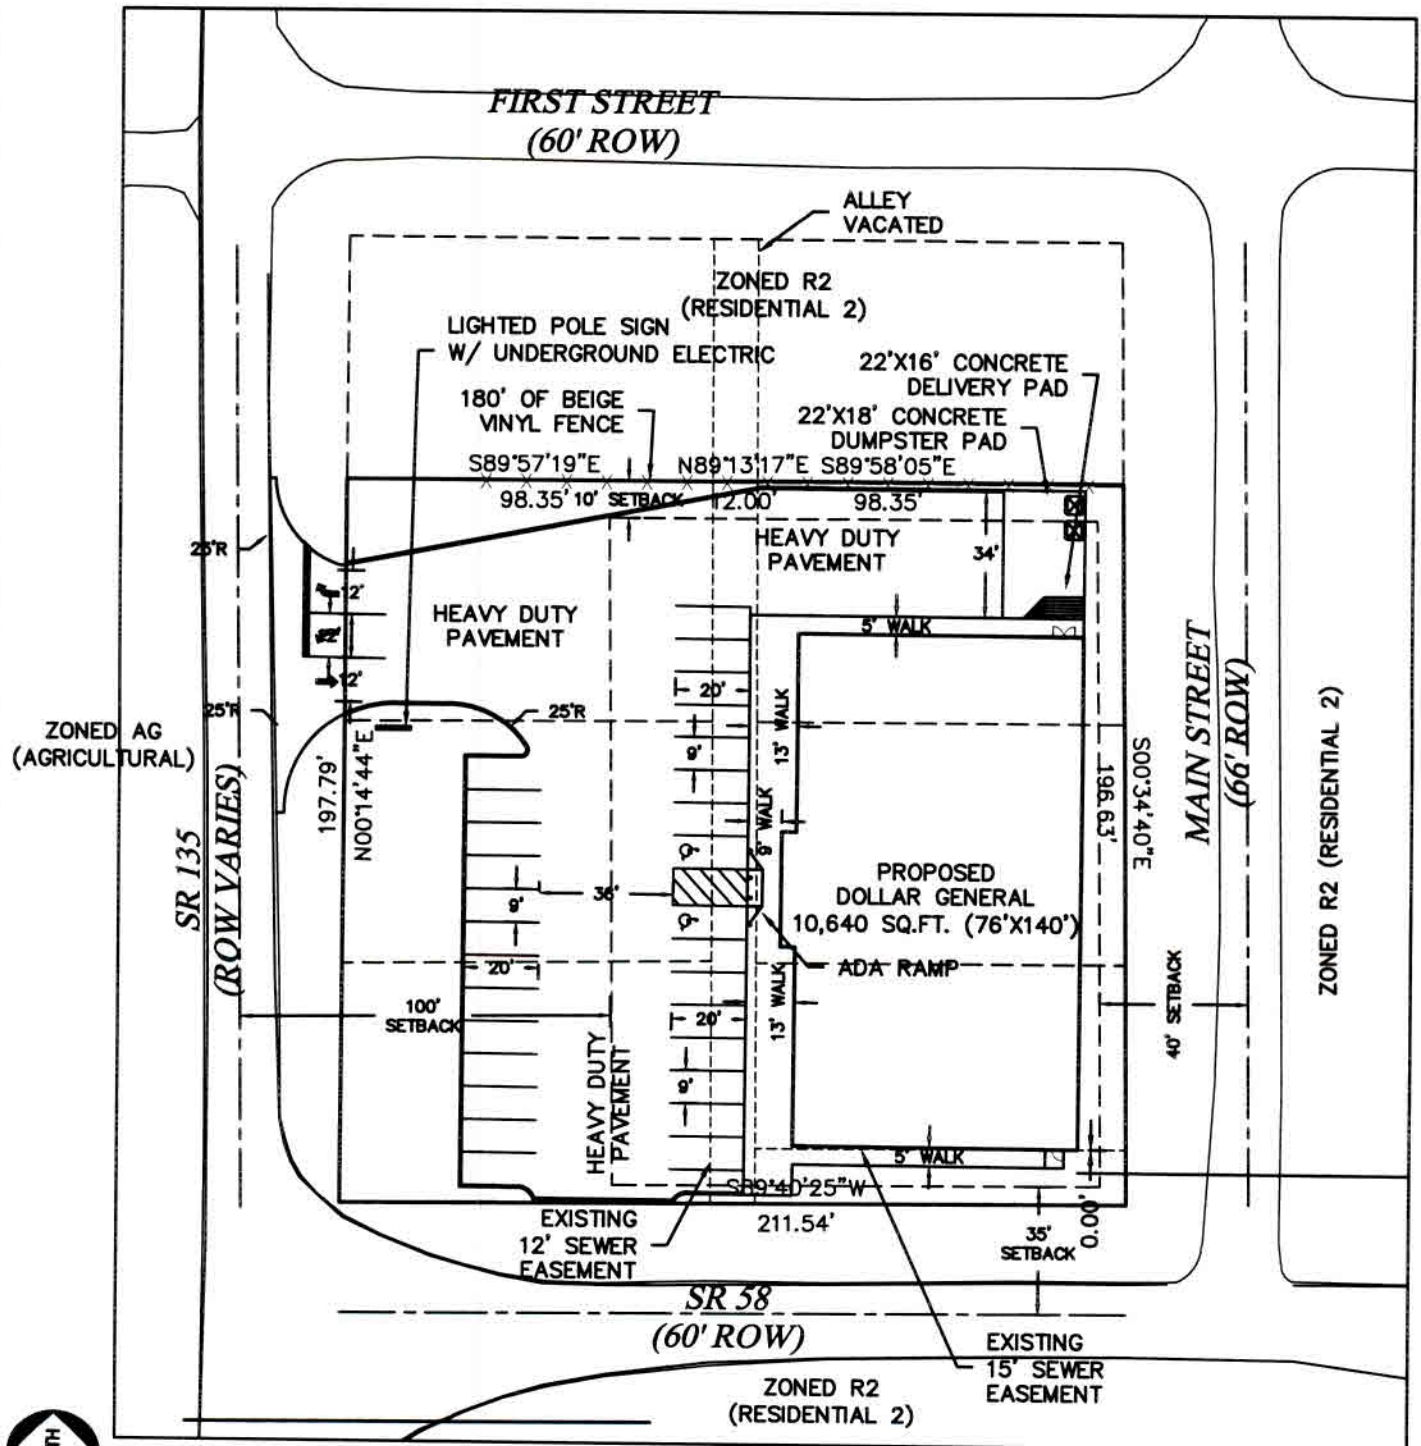 FIRST STREET
(60' ROW)
ALLEY
VACATED
ZONED R2
(RESIDENTIAL 2)
LIGHTED POLE SIGN
W/ UNDERGROUND ELECTRIC
22'X16' CONCRETE
DELIVERY PAD
180' OF BEIGE
VINYL FENCE
22'X18' CONCRETE
DUMPSTER PAD
S89°57'19"E
N89°13'17"E
S89°58'05"E
98.35'
10' SETBACK
12.00'
98.35'
HEAVY DUTY
PAVEMENT
34'
25'R
12'
HEAVY DUTY
PAVEMENT
5' WALK
12'
20'
13' WALK
25'R
25'R
ZONED AG
(AGRICULTURAL)
9'
197.79'
N00°14'44"E
196.63'
S00°34'40"E
MAIN STREET
(66' ROW)
ZONED R2 (RESIDENTIAL 2)
SR 135
(ROW VARIES)
9' WALK
PROPOSED
DOLLAR GENERAL
10,640 SQ.FT. (76'X140')
36'
9'
20'
ADA RAMP
100'
SETBACK
20'
13' WALK
40' SETBACK
HEAVY DUTY
PAVEMENT
9'
5' WALK
S89°40'25"W
211.54'
EXISTING
12' SEWER
EASEMENT
35'
SETBACK
0.00'
SR 58
(60' ROW)
EXISTING
15' SEWER
EASEMENT
ZONED R2
(RESIDENTIAL 2)